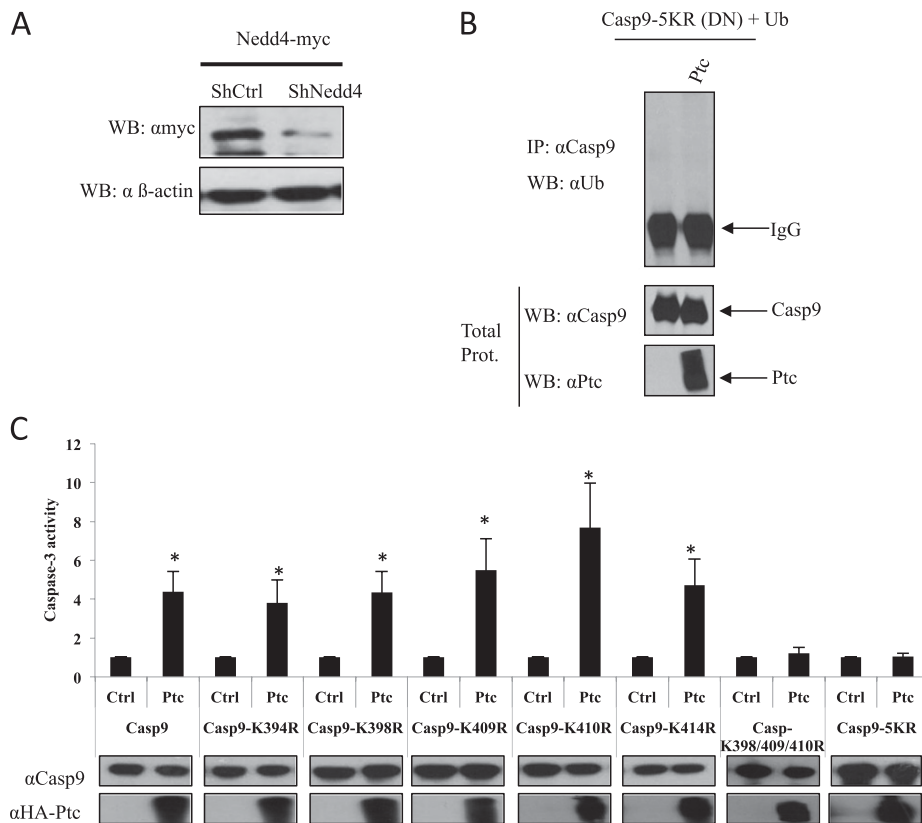 A
Nedd4-myc
ShCtrl ShNedd4
WB: αmyc
WB: α ß-actin
B
Casp9-5KR (DN) + Ub
Ptc
IP: αCasp9
WB: αUb
IgG
Total
Prot.
WB: αCasp9
Casp9
WB: αPtc
Ptc
C
Caspase-3 activity
12
10
8
6
4
2
0
* * * * * *
Ctrl Ptc Ctrl Ptc Ctrl Ptc Ctrl Ptc Ctrl Ptc Ctrl Ptc Ctrl Ptc Ctrl Ptc
Casp9 Casp9-K394R Casp9-K398R Casp9-K409R Casp9-K410R Casp9-K414R Casp-K398/409/410R Casp9-5KR
αCasp9
αHA-Ptc